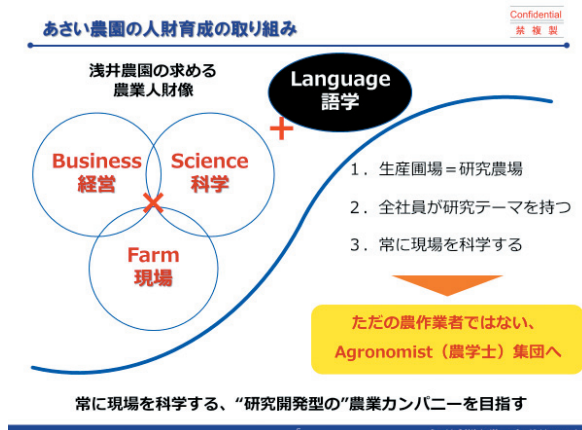 Confidential
禁 複 製
あさい農園の人財育成の取り組み
浅井農園の求める
農業人財像
Language
語学
+
Business
経営
Science
科学
×
Farm
現場
1．生産圃場＝研究農場
2．全社員が研究テーマを持つ
3．常に現場を科学する
ただの農作業者ではない、
Agronomist（農学士）集団へ
常に現場を科学する、“研究開発型の”農業カンパニーを目指す